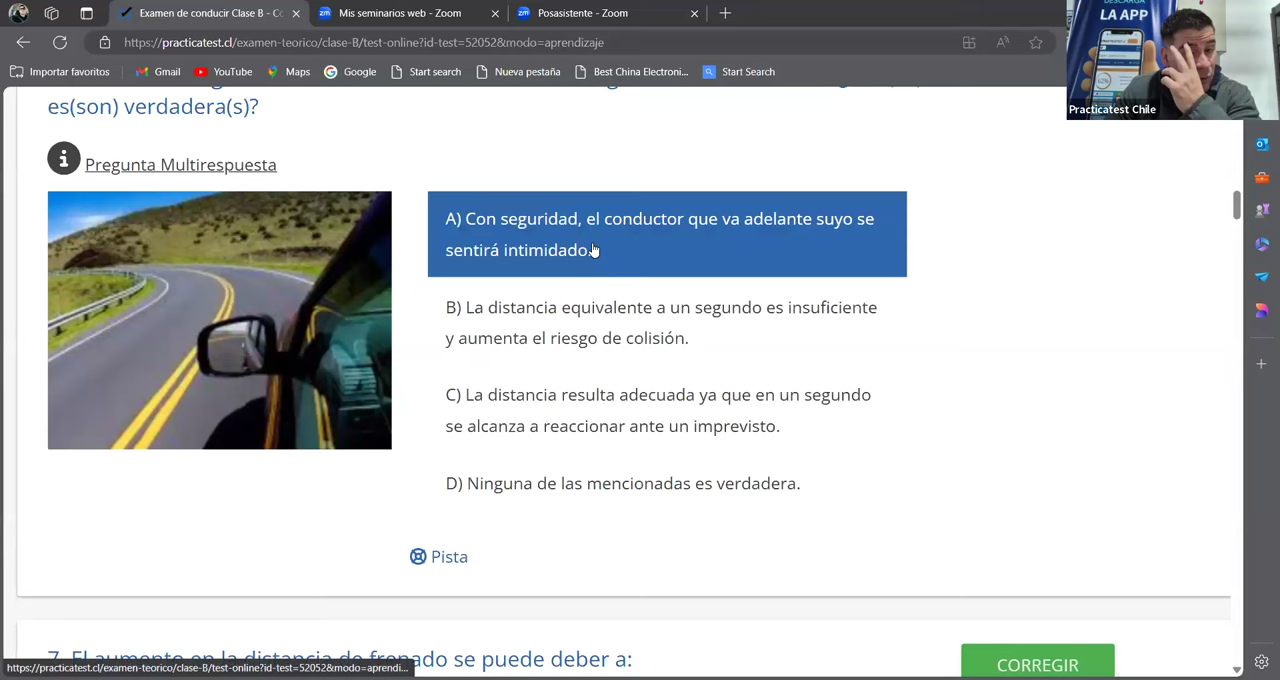 Examen de conducir Clase B - Co
Mis seminarios web - Zoom
Posasistente - Zoom
https://practicatest.cl/examen-teorico/clase-B/test-online?id-test=52052&modo=aprendizaje
Importar favoritos
Gmail
YouTube
Maps
Google
Start search
Nueva pestaña
Best China Electroni...
Start Search
LA APP
Practicatest Chile
es(son) verdadera(s)?
Pregunta Multirespuesta
A) Con seguridad, el conductor que va adelante suyo se
sentirá intimidado.
B) La distancia equivalente a un segundo es insuficiente
y aumenta el riesgo de colisión.
C) La distancia resulta adecuada ya que en un segundo
se alcanza a reaccionar ante un imprevisto.
D) Ninguna de las mencionadas es verdadera.
Pista
7. El aumento en la distancia de frenado se puede deber a:
CORREGIR
https://practicatest.cl/examen-teorico/clase-B/test-online?id-test=52052&modo=aprendi...